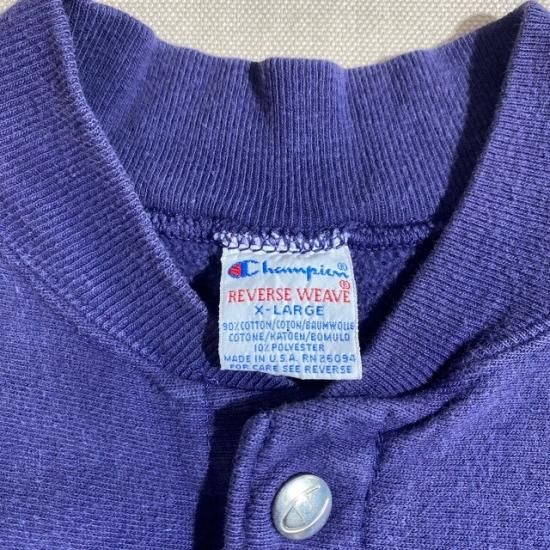 Champion®
REVERSE WEAVE®
X-LARGE
90% COTTON/COTON/BAUMWOLLE
COTONE/KATOEN/BOMULD
10% POLYESTER
MADE IN U.S.A. RN 26094
FOR CARE SEE REVERSE